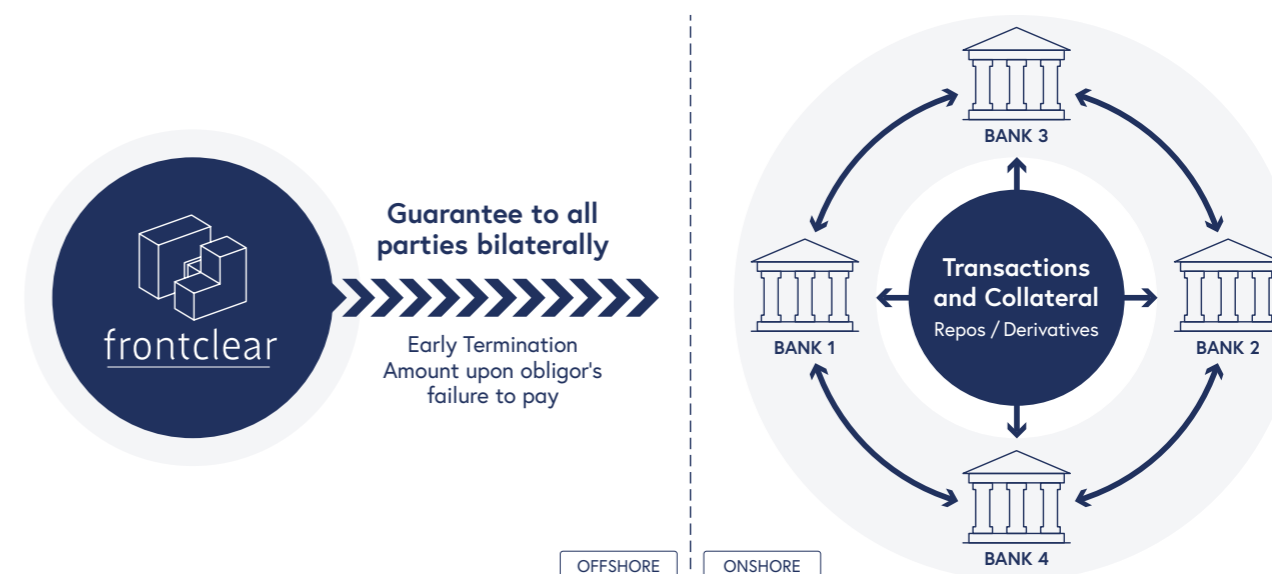 frontclear
Guarantee to all
parties bilaterally
Early Termination
Amount upon obligor's
failure to pay
OFFSHORE
ONSHORE
BANK 3
BANK 1
Transactions
and Collateral
Repos / Derivatives
BANK 2
BANK 4